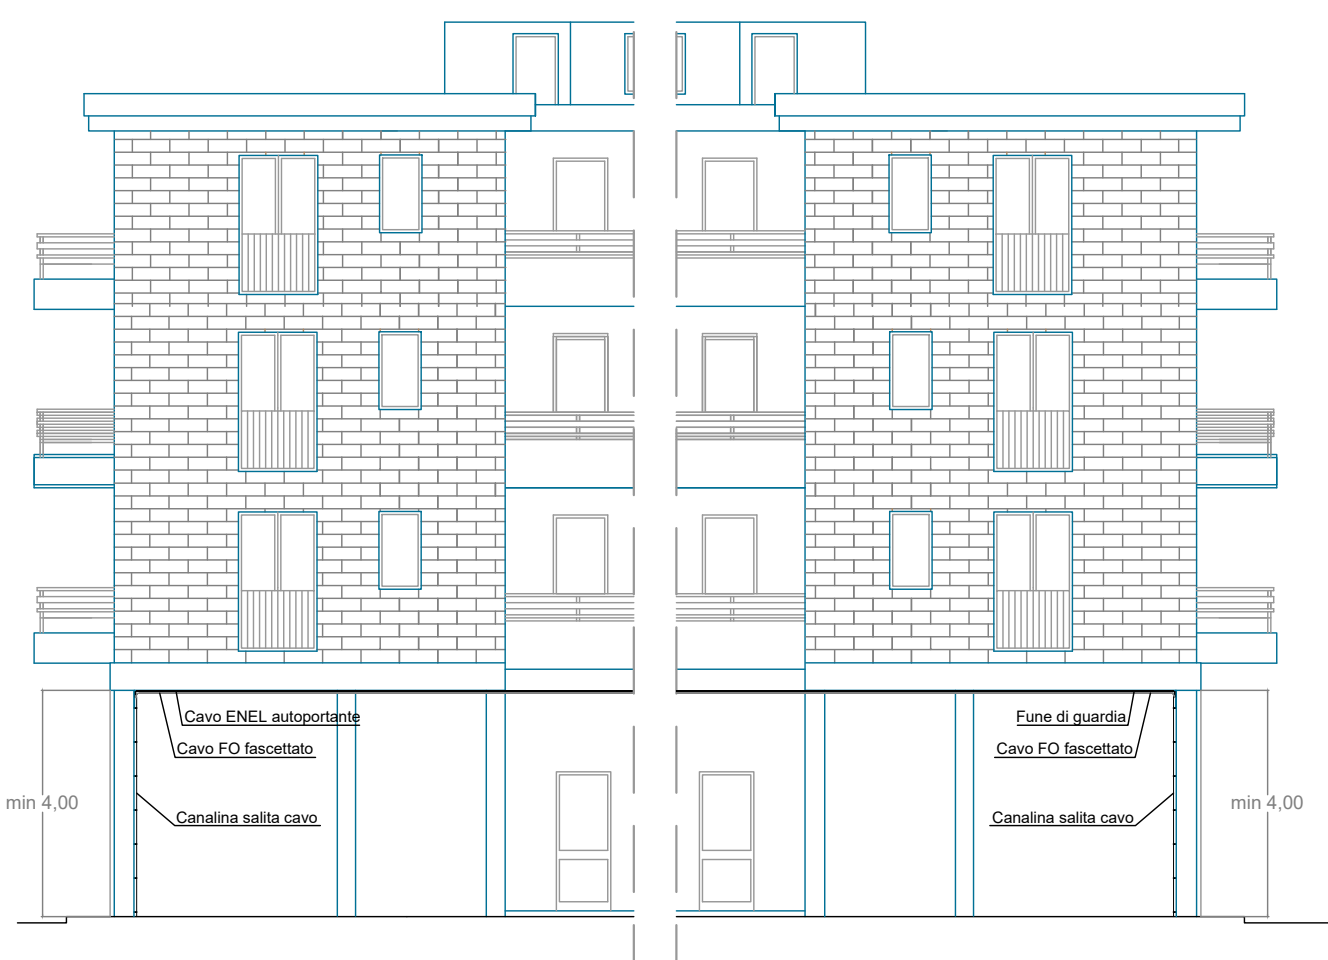 Cavo ENEL autoportante
Cavo FO fascettato
min 4,00
Canalina salita cavo
Fune di guardia
Cavo FO fascettato
min 4,00
Canalina salita cavo